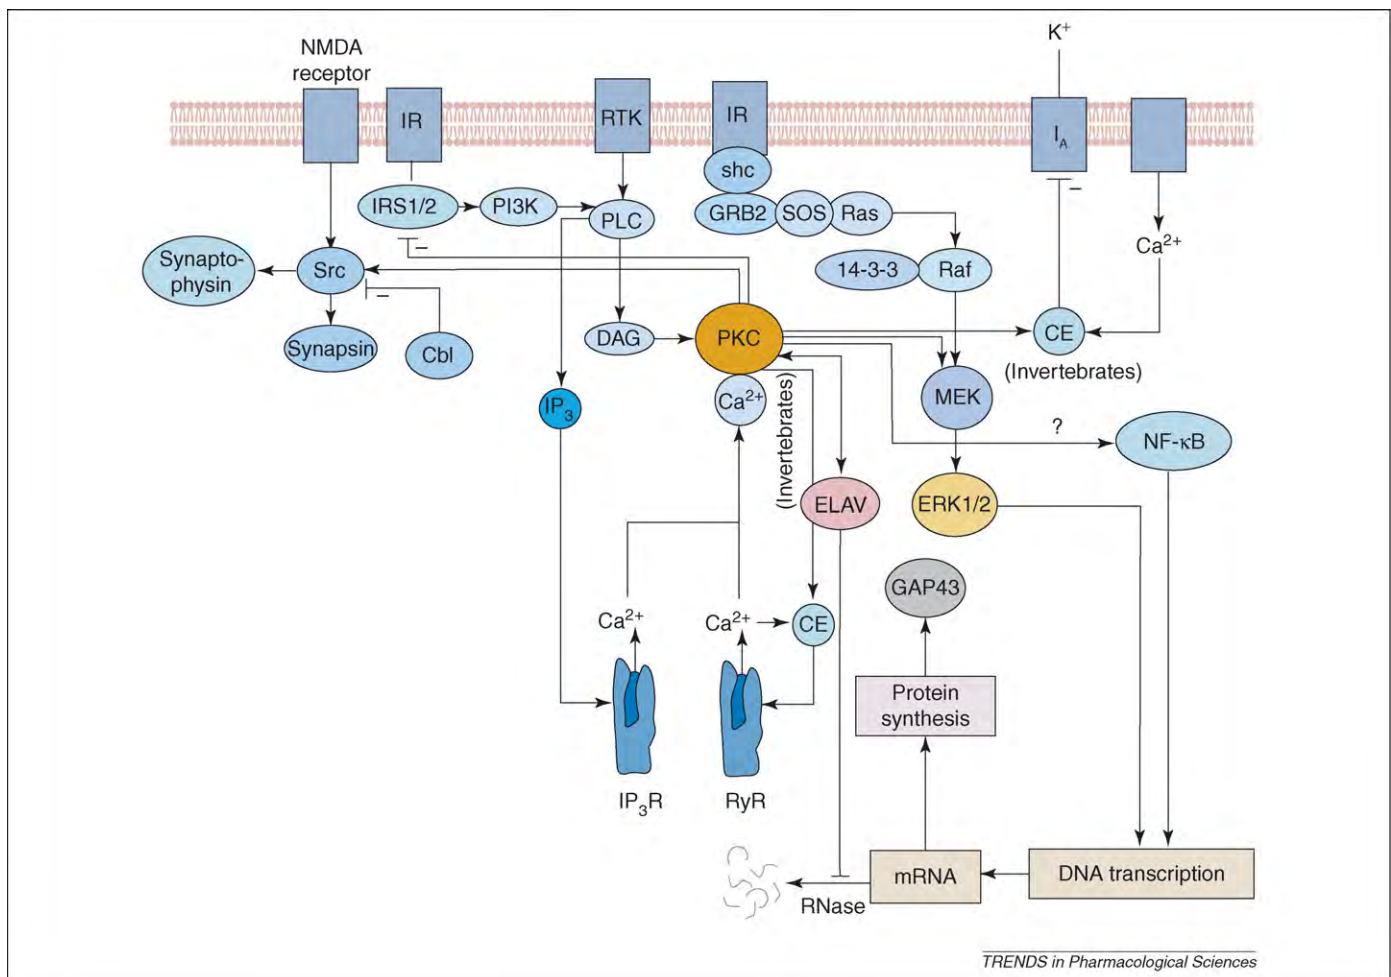 K⁺
NMDA
receptor
IR
RTK
IR
I_A
shc
IRS1/2
PI3K
PLC
GRB2
SOS
Ras
Ca²⁺
Synapto-
physin
Src
14-3-3
Raf
–
–
–
Synapsin
Cbl
DAG
PKC
CE
(Invertebrates)
IP₃
Ca²⁺
MEK
(Invertebrates)
?
NF-κB
ELAV
ERK1/2
GAP43
Ca²⁺
Ca²⁺
CE
Protein
synthesis
IP₃R
RyR
mRNA
DNA transcription
RNase
TRENDS in Pharmacological Sciences